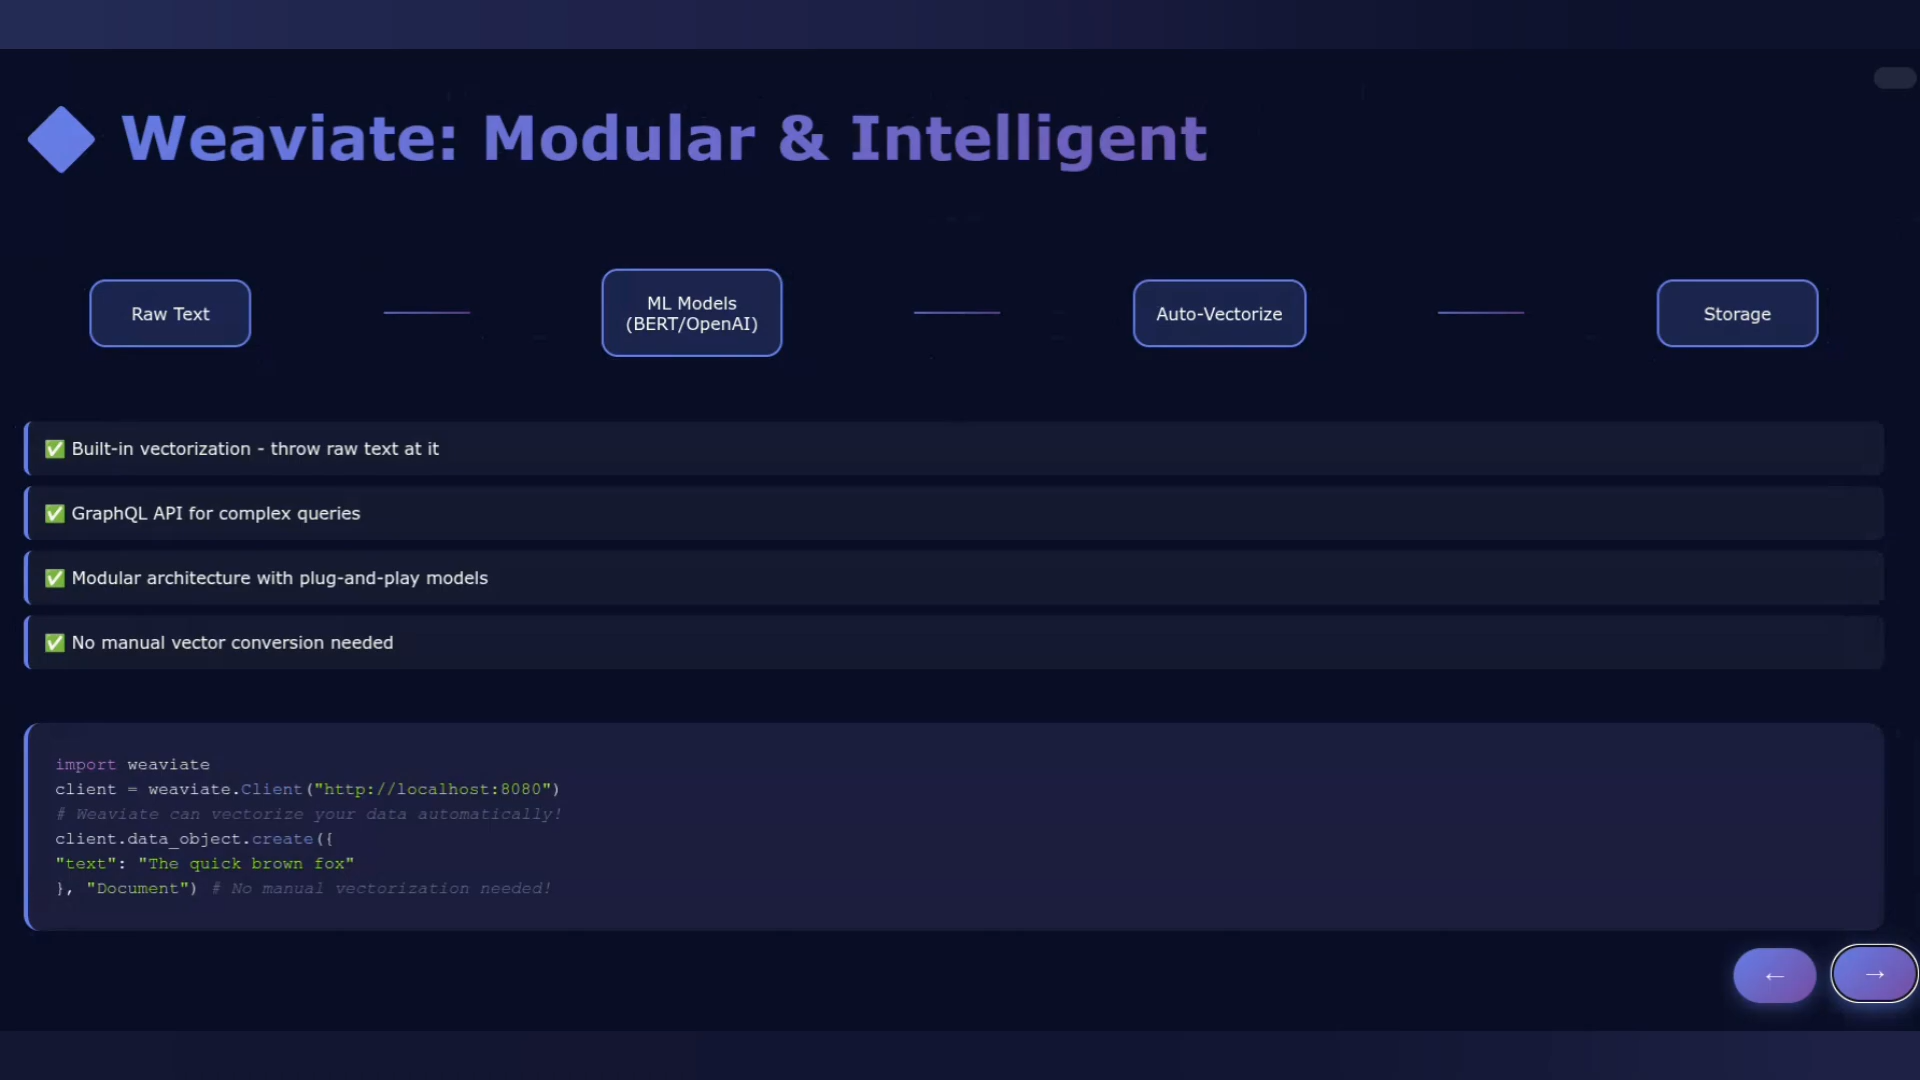 Weaviate: Modular & Intelligent
Raw Text
ML Models
(BERT/OpenAI)
Auto-Vectorize
Storage
✅ Built-in vectorization - throw raw text at it
✅ GraphQL API for complex queries
✅ Modular architecture with plug-and-play models
✅ No manual vector conversion needed
import weaviate
client = weaviate.Client("http://localhost:8080")
# Weaviate can vectorize your data automatically!
client.data_object.create({
"text": "The quick brown fox"
}, "Document") # No manual vectorization needed!
← →